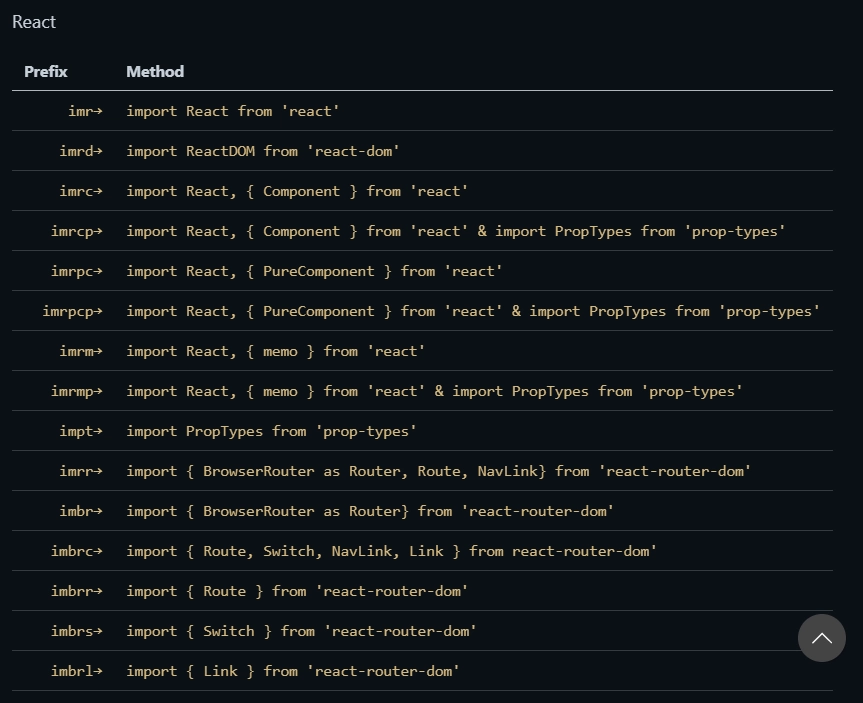 React
Prefix Method
imr→ import React from 'react'
imrd→ import ReactDOM from 'react-dom'
imrc→ import React, { Component } from 'react'
imrcp→ import React, { Component } from 'react' & import PropTypes from 'prop-types'
imrpc→ import React, { PureComponent } from 'react'
imrpcp→ import React, { PureComponent } from 'react' & import PropTypes from 'prop-types'
imrm→ import React, { memo } from 'react'
imrmp→ import React, { memo } from 'react' & import PropTypes from 'prop-types'
impt→ import PropTypes from 'prop-types'
imrr→ import { BrowserRouter as Router, Route, NavLink} from 'react-router-dom'
imbr→ import { BrowserRouter as Router} from 'react-router-dom'
imbrc→ import { Route, Switch, NavLink, Link } from react-router-dom'
imbrr→ import { Route } from 'react-router-dom'
imbrs→ import { Switch } from 'react-router-dom'
imbrl→ import { Link } from 'react-router-dom'